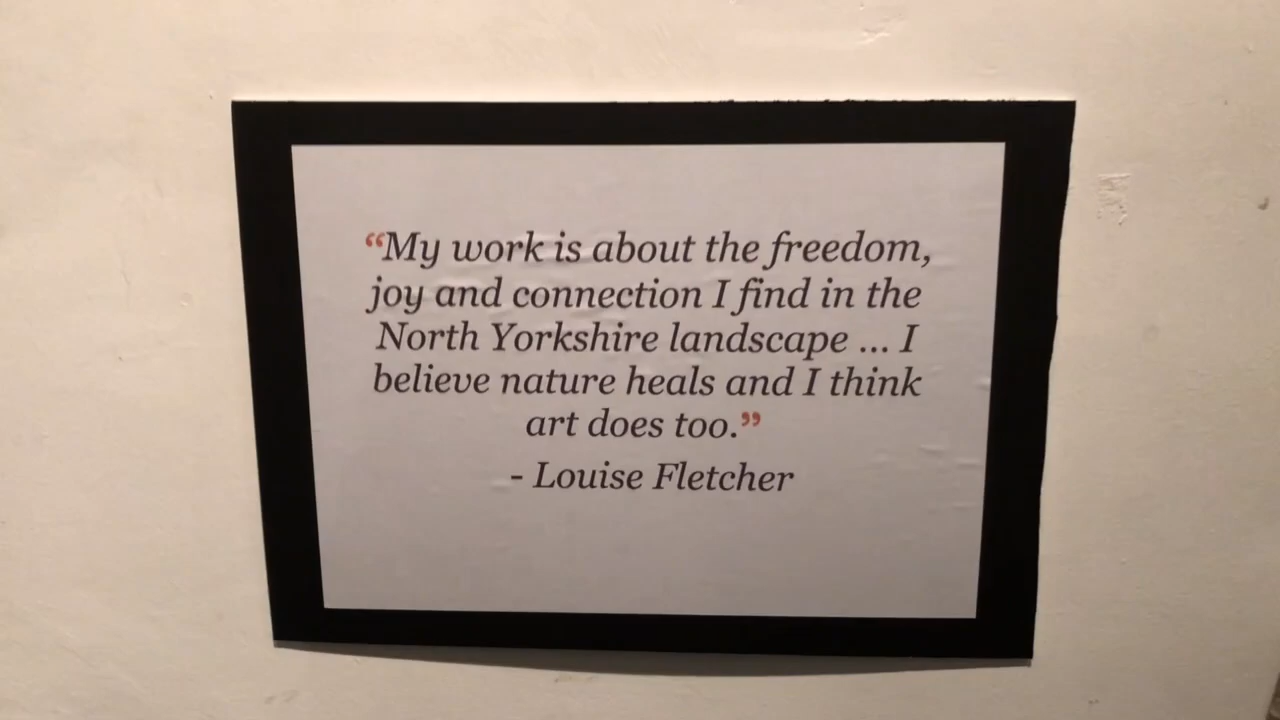 “My work is about the freedom,
joy and connection I find in the
North Yorkshire landscape ... I
believe nature heals and I think
art does too.”
- Louise Fletcher